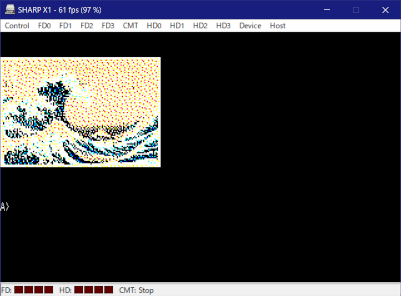 SHARP X1 - 61 fps (97 %)
Control FD0 FD1 FD2 FD3 CMT HD0 HD1 HD2 HD3 Device Host
A>
FD: HD: CMT: Stop